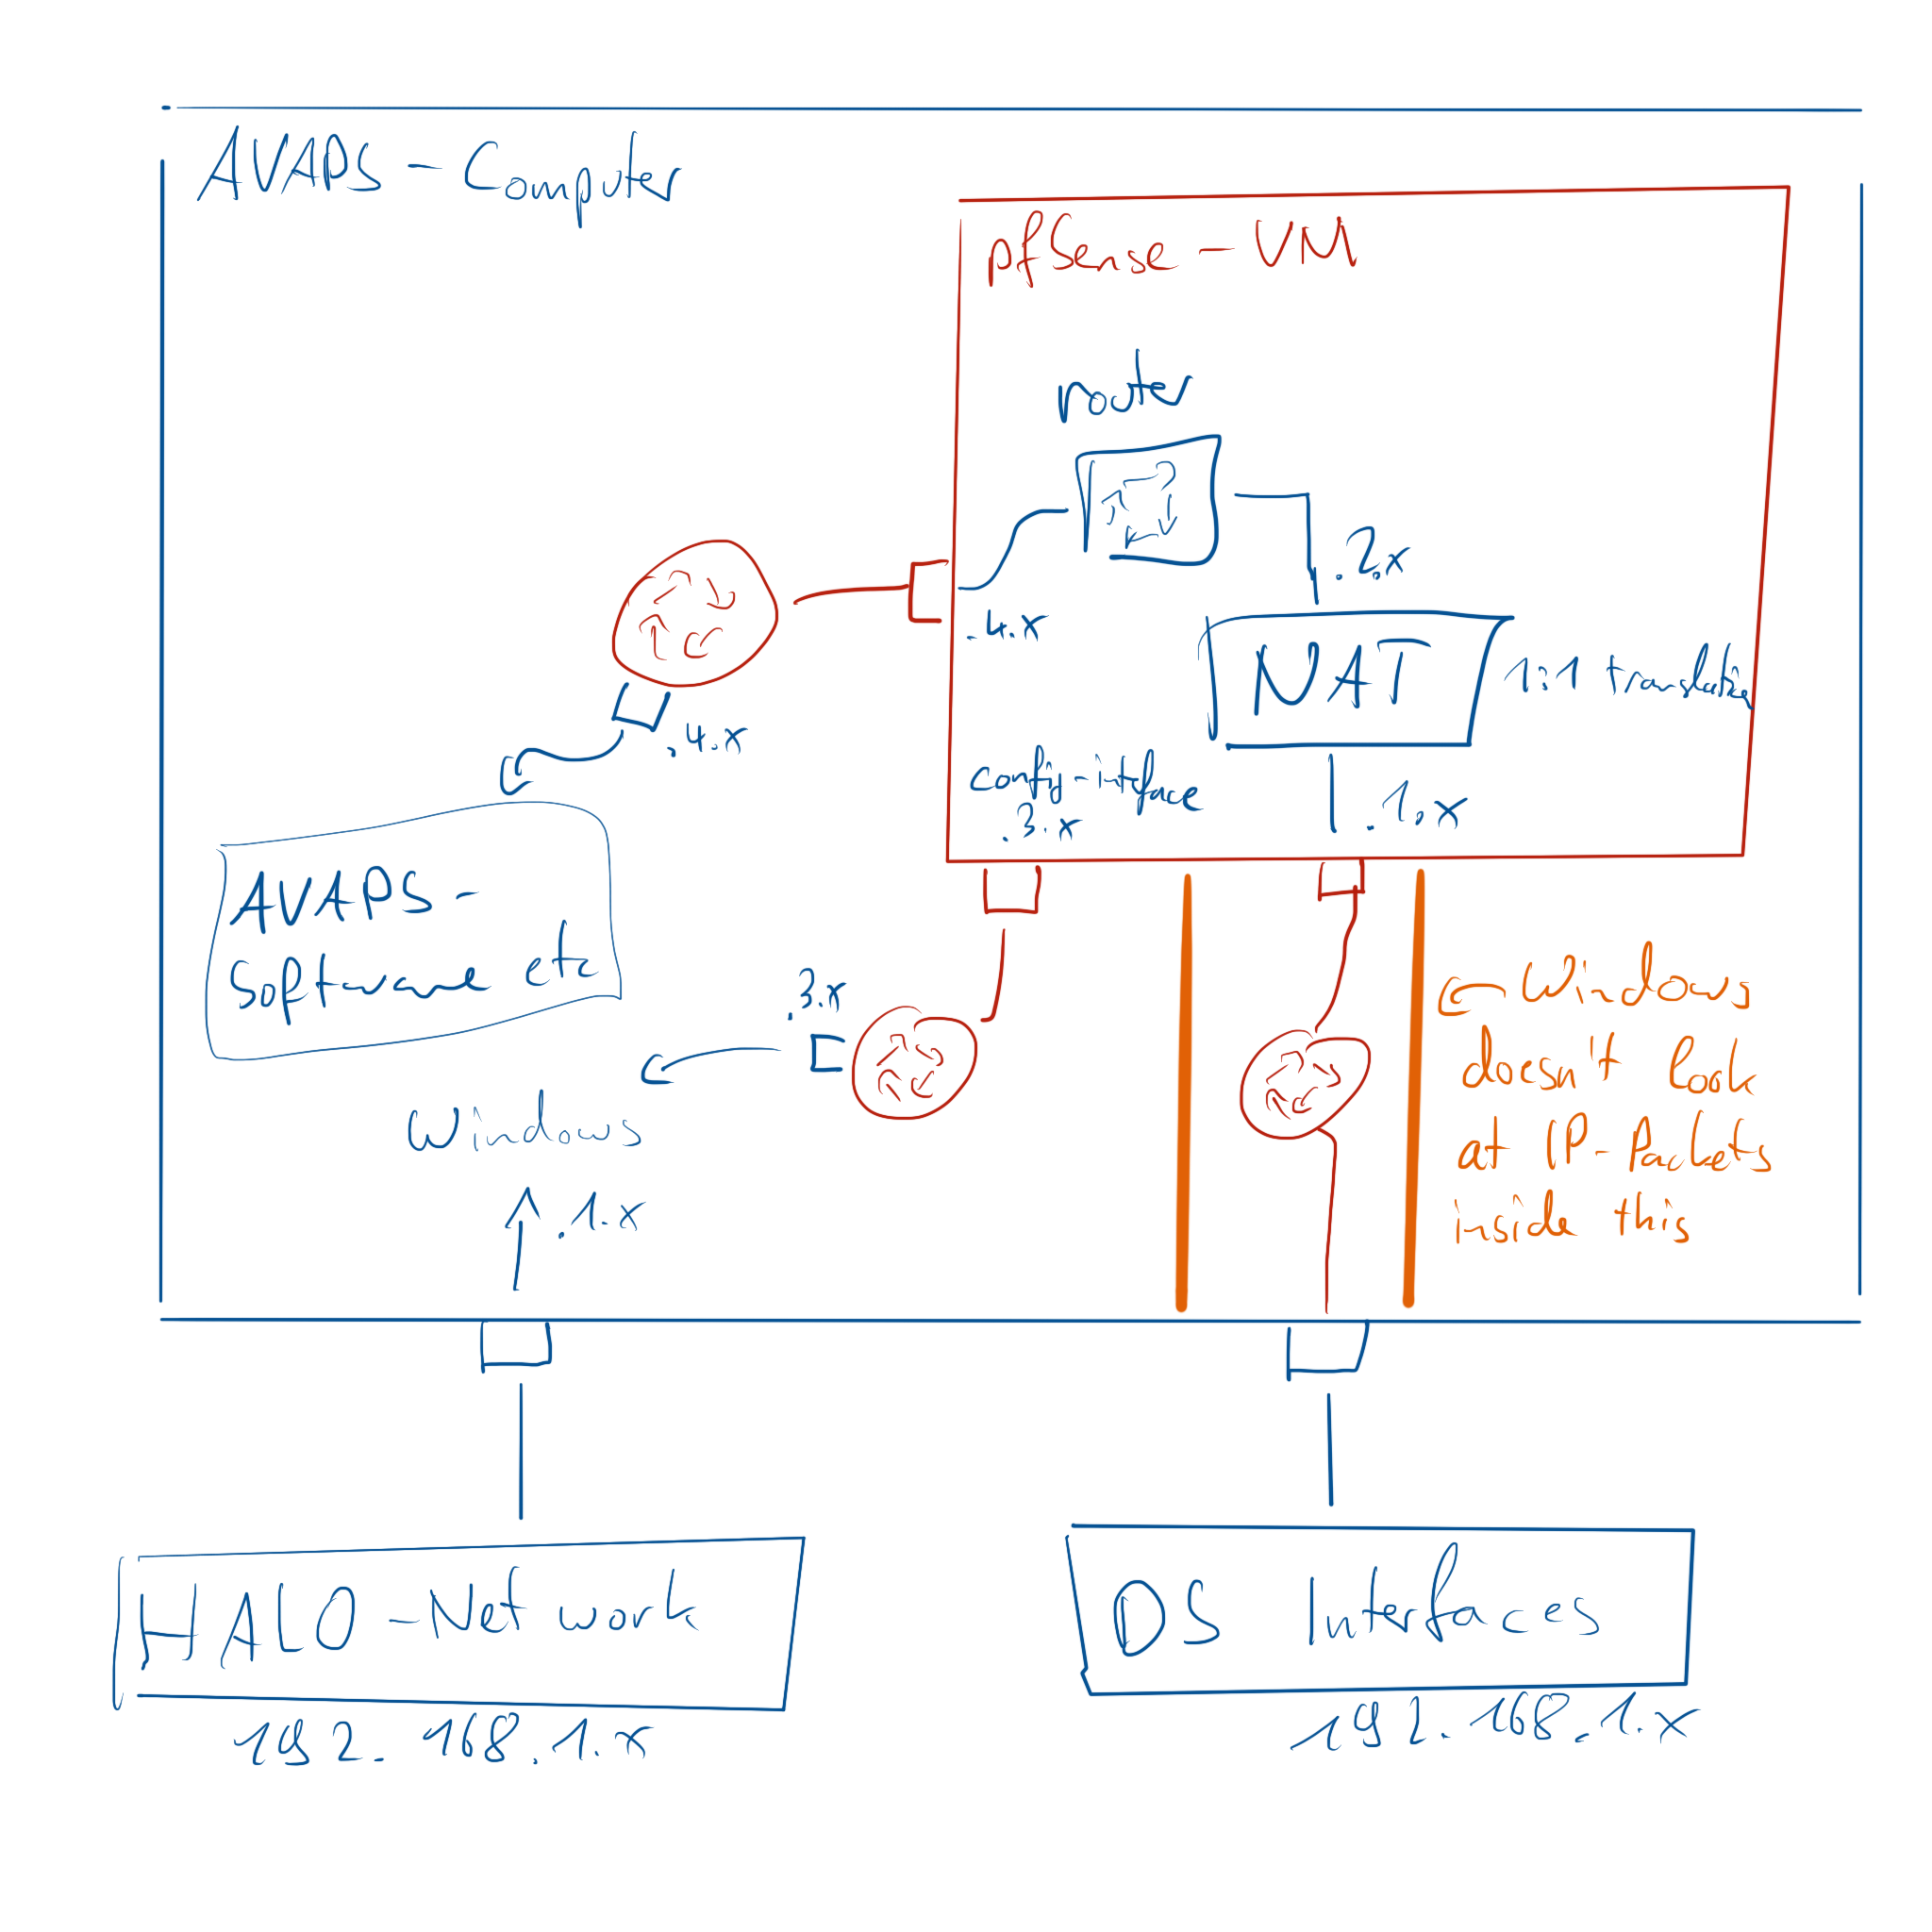 AVAPS - Computer
pfSense - VM
router
.2.x
.4.x
NAT
1:1 translation
.4.x
config-intface
.3.x
.1.x
AVAPS -
Software etc
.3.x
Windows
doesn't look
at IP-Packets
inside this
Windows
.1.x
HALO-Network
192.168.1.x
DS Interfaces
192.168.1.x